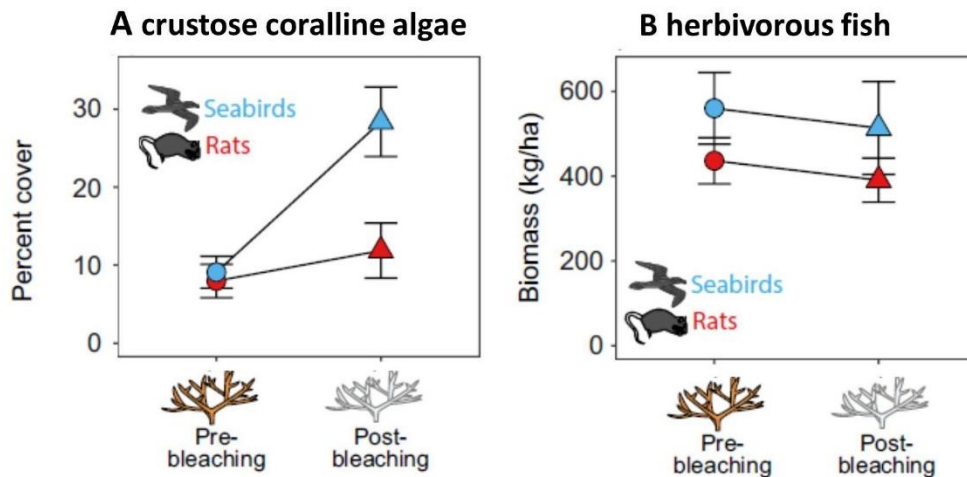 A crustose coralline algae
Percent cover
30
20
10
0
Seabirds
Rats
Pre-
bleaching
Post-
bleaching
B herbivorous fish
Biomass (kg/ha)
600
400
200
0
Seabirds
Rats
Pre-
bleaching
Post-
bleaching